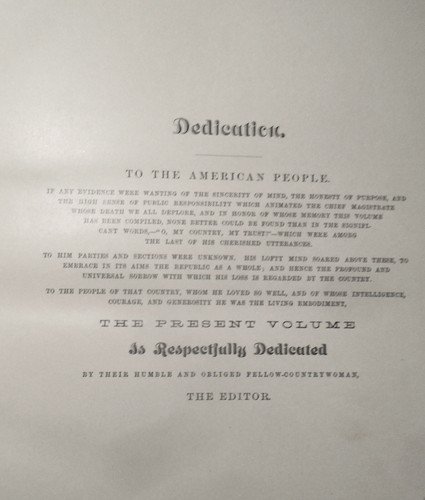 Dedication.
TO THE AMERICAN PEOPLE.
IF ANY EVIDENCE WERE WANTING OF THE SINCERITY OF MIND, THE HONESTY OF PURPOSE, AND
THE HIGH SENSE OF PUBLIC RESPONSIBILITY WHICH ANIMATED THE CHIEF MAGISTRATE
WHOSE DEATH WE ALL DEPLORE, AND IN HONOR OF WHOSE MEMORY THIS VOLUME
HAS BEEN COMPILED, NONE BETTER COULD BE FOUND THAN IN THE SIGNIFI-
CANT WORDS,—"O, MY COUNTRY, MY TRUST"—WHICH WERE AMONG
THE LAST OF HIS CHERISHED UTTERANCES.
TO HIM PARTIES AND SECTIONS WERE UNKNOWN. HIS LOFTY MIND SOARED ABOVE THESE, TO
EMBRACE IN ITS AIMS THE REPUBLIC AS A WHOLE; AND HENCE THE PROFOUND AND
UNIVERSAL SORROW WITH WHICH HIS LOSS IS REGARDED BY THE COUNTRY.
TO THE PEOPLE OF THAT COUNTRY, WHOM HE LOVED SO WELL, AND OF WHOSE INTELLIGENCE,
COURAGE, AND GENEROSITY HE WAS THE LIVING EMBODIMENT,
THE PRESENT VOLUME
Is Respectfully Dedicated
BY THEIR HUMBLE AND OBLIGED FELLOW-COUNTRYWOMAN,
THE EDITOR.